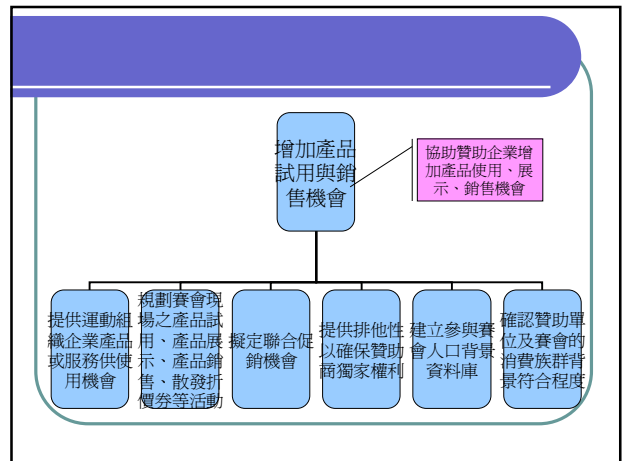 增加產品
試用與銷
售機會
協助贊助企業增
加產品使用、展
示、銷售機會
提供運動組
織企業產品
或服務供使
用機會
規劃賽會現
場之產品試
用、產品展
示、產品銷
售、散發折
價券等活動
擬定聯合促
銷機會
提供排他性
以確保贊助
商獨家權利
建立參與賽
會人口背景
資料庫
確認贊助單
位及賽會的
消費族群背
景符合程度